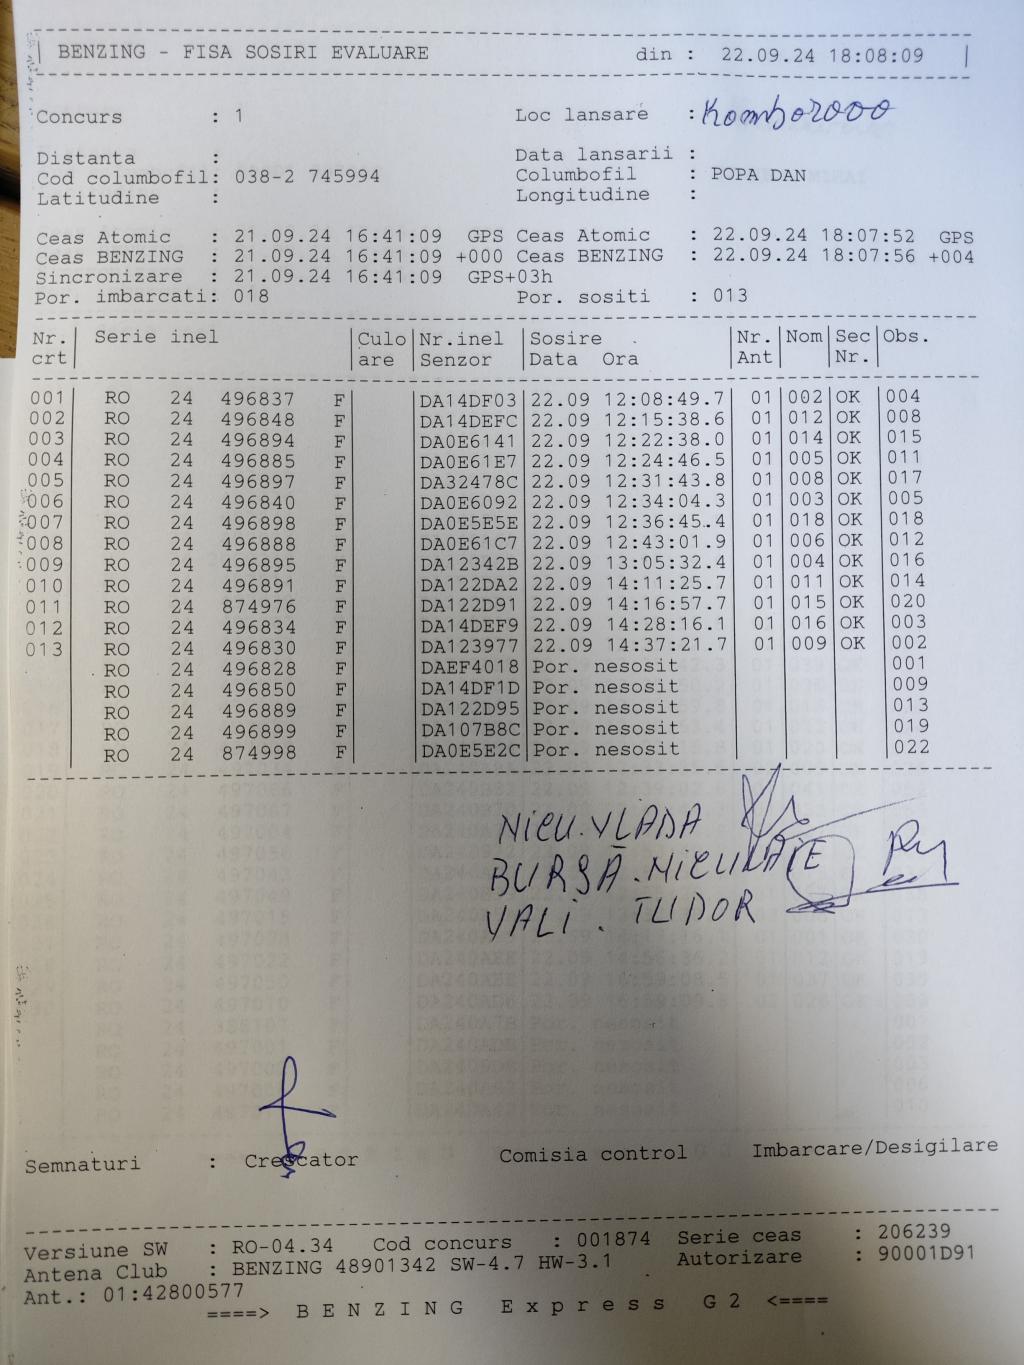 BENZING - FISA SOSIRI EVALUARE din : 22.09.24 18:08:09
Concurs : 1 Loc lansare :
Distanta : Data lansarii :
Cod columbofil: 038-2 745994 Columbofil : POPA DAN
Latitudine : Longitudine :
Ceas Atomic : 21.09.24 16:41:09 GPS Ceas Atomic : 22.09.24 18:07:52 GPS
Ceas BENZING : 21.09.24 16:41:09 +000 Ceas BENZING : 22.09.24 18:07:56 +004
Sincronizare : 21.09.24 16:41:09 GPS+03h
Por. imbarcati: 018 Por. sositi : 013
Nr. Serie inel Culo Nr.inel Sosire Nr. Nom Sec Obs.
crt are Senzor Data Ora Ant Nr.
001 RO 24 496837 F DA14DF03 22.09 12:08:49.7 01 002 OK 004
002 RO 24 496848 F DA14DEFC 22.09 12:15:38.6 01 012 OK 008
003 RO 24 496894 F DA0E6141 22.09 12:22:38.0 01 014 OK 015
004 RO 24 496885 F DA0E61E7 22.09 12:24:46.5 01 005 OK 011
005 RO 24 496897 F DA32478C 22.09 12:31:43.8 01 008 OK 017
006 RO 24 496840 F DA0E6092 22.09 12:34:04.3 01 003 OK 005
007 RO 24 496898 F DA0E5E5E 22.09 12:36:45.4 01 018 OK 018
008 RO 24 496888 F DA0E61C7 22.09 12:43:01.9 01 006 OK 012
009 RO 24 496895 F DA12342B 22.09 13:05:32.4 01 004 OK 016
010 RO 24 496891 F DA122DA2 22.09 14:11:25.7 01 011 OK 014
011 RO 24 874976 F DA122D91 22.09 14:16:57.7 01 015 OK 020
012 RO 24 496834 F DA14DEF9 22.09 14:28:16.1 01 016 OK 003
013 RO 24 496830 F DA123977 22.09 14:37:21.7 01 009 OK 002
RO 24 496828 F DAEF4018 Por. nesosit 001
RO 24 496850 F DA14DF1D Por. nesosit 009
RO 24 496889 F DA122D95 Por. nesosit 013
RO 24 496899 F DA107B8C Por. nesosit 019
RO 24 874998 F DA0E5E2C Por. nesosit 022
NICU.VLADA
BURSĂ.NICULAIE
VALI. TUDOR
Semnaturi : Crescator Comisia control Imbarcare/Desigilare
Versiune SW : RO-04.34 Cod concurs : 001874 Serie ceas : 206239
Antena Club : BENZING 48901342 SW-4.7 HW-3.1 Autorizare : 90001D91
Ant.: 01:42800577
====> B E N Z I N G E x p r e s s G 2 <====